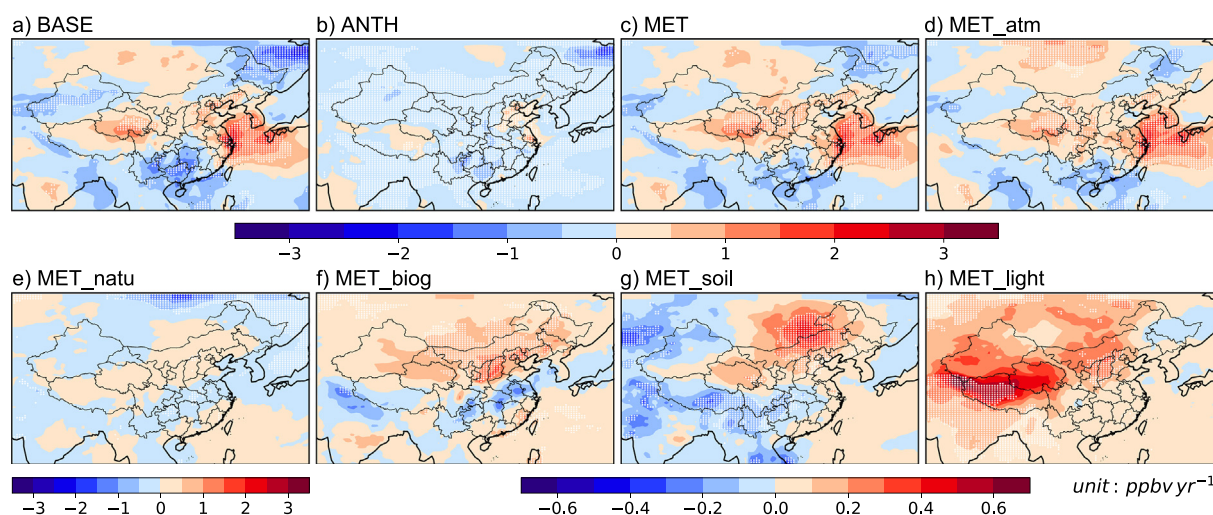 a) BASE b) ANTH c) MET d) MET_atm
−3 −2 −1 0 1 2 3
e) MET_natu f) MET_biog g) MET_soil h) MET_light
−3 −2 −1 0 1 2 3 −0.6 −0.4 −0.2 0.0 0.2 0.4 0.6 unit : ppbv yr⁻¹